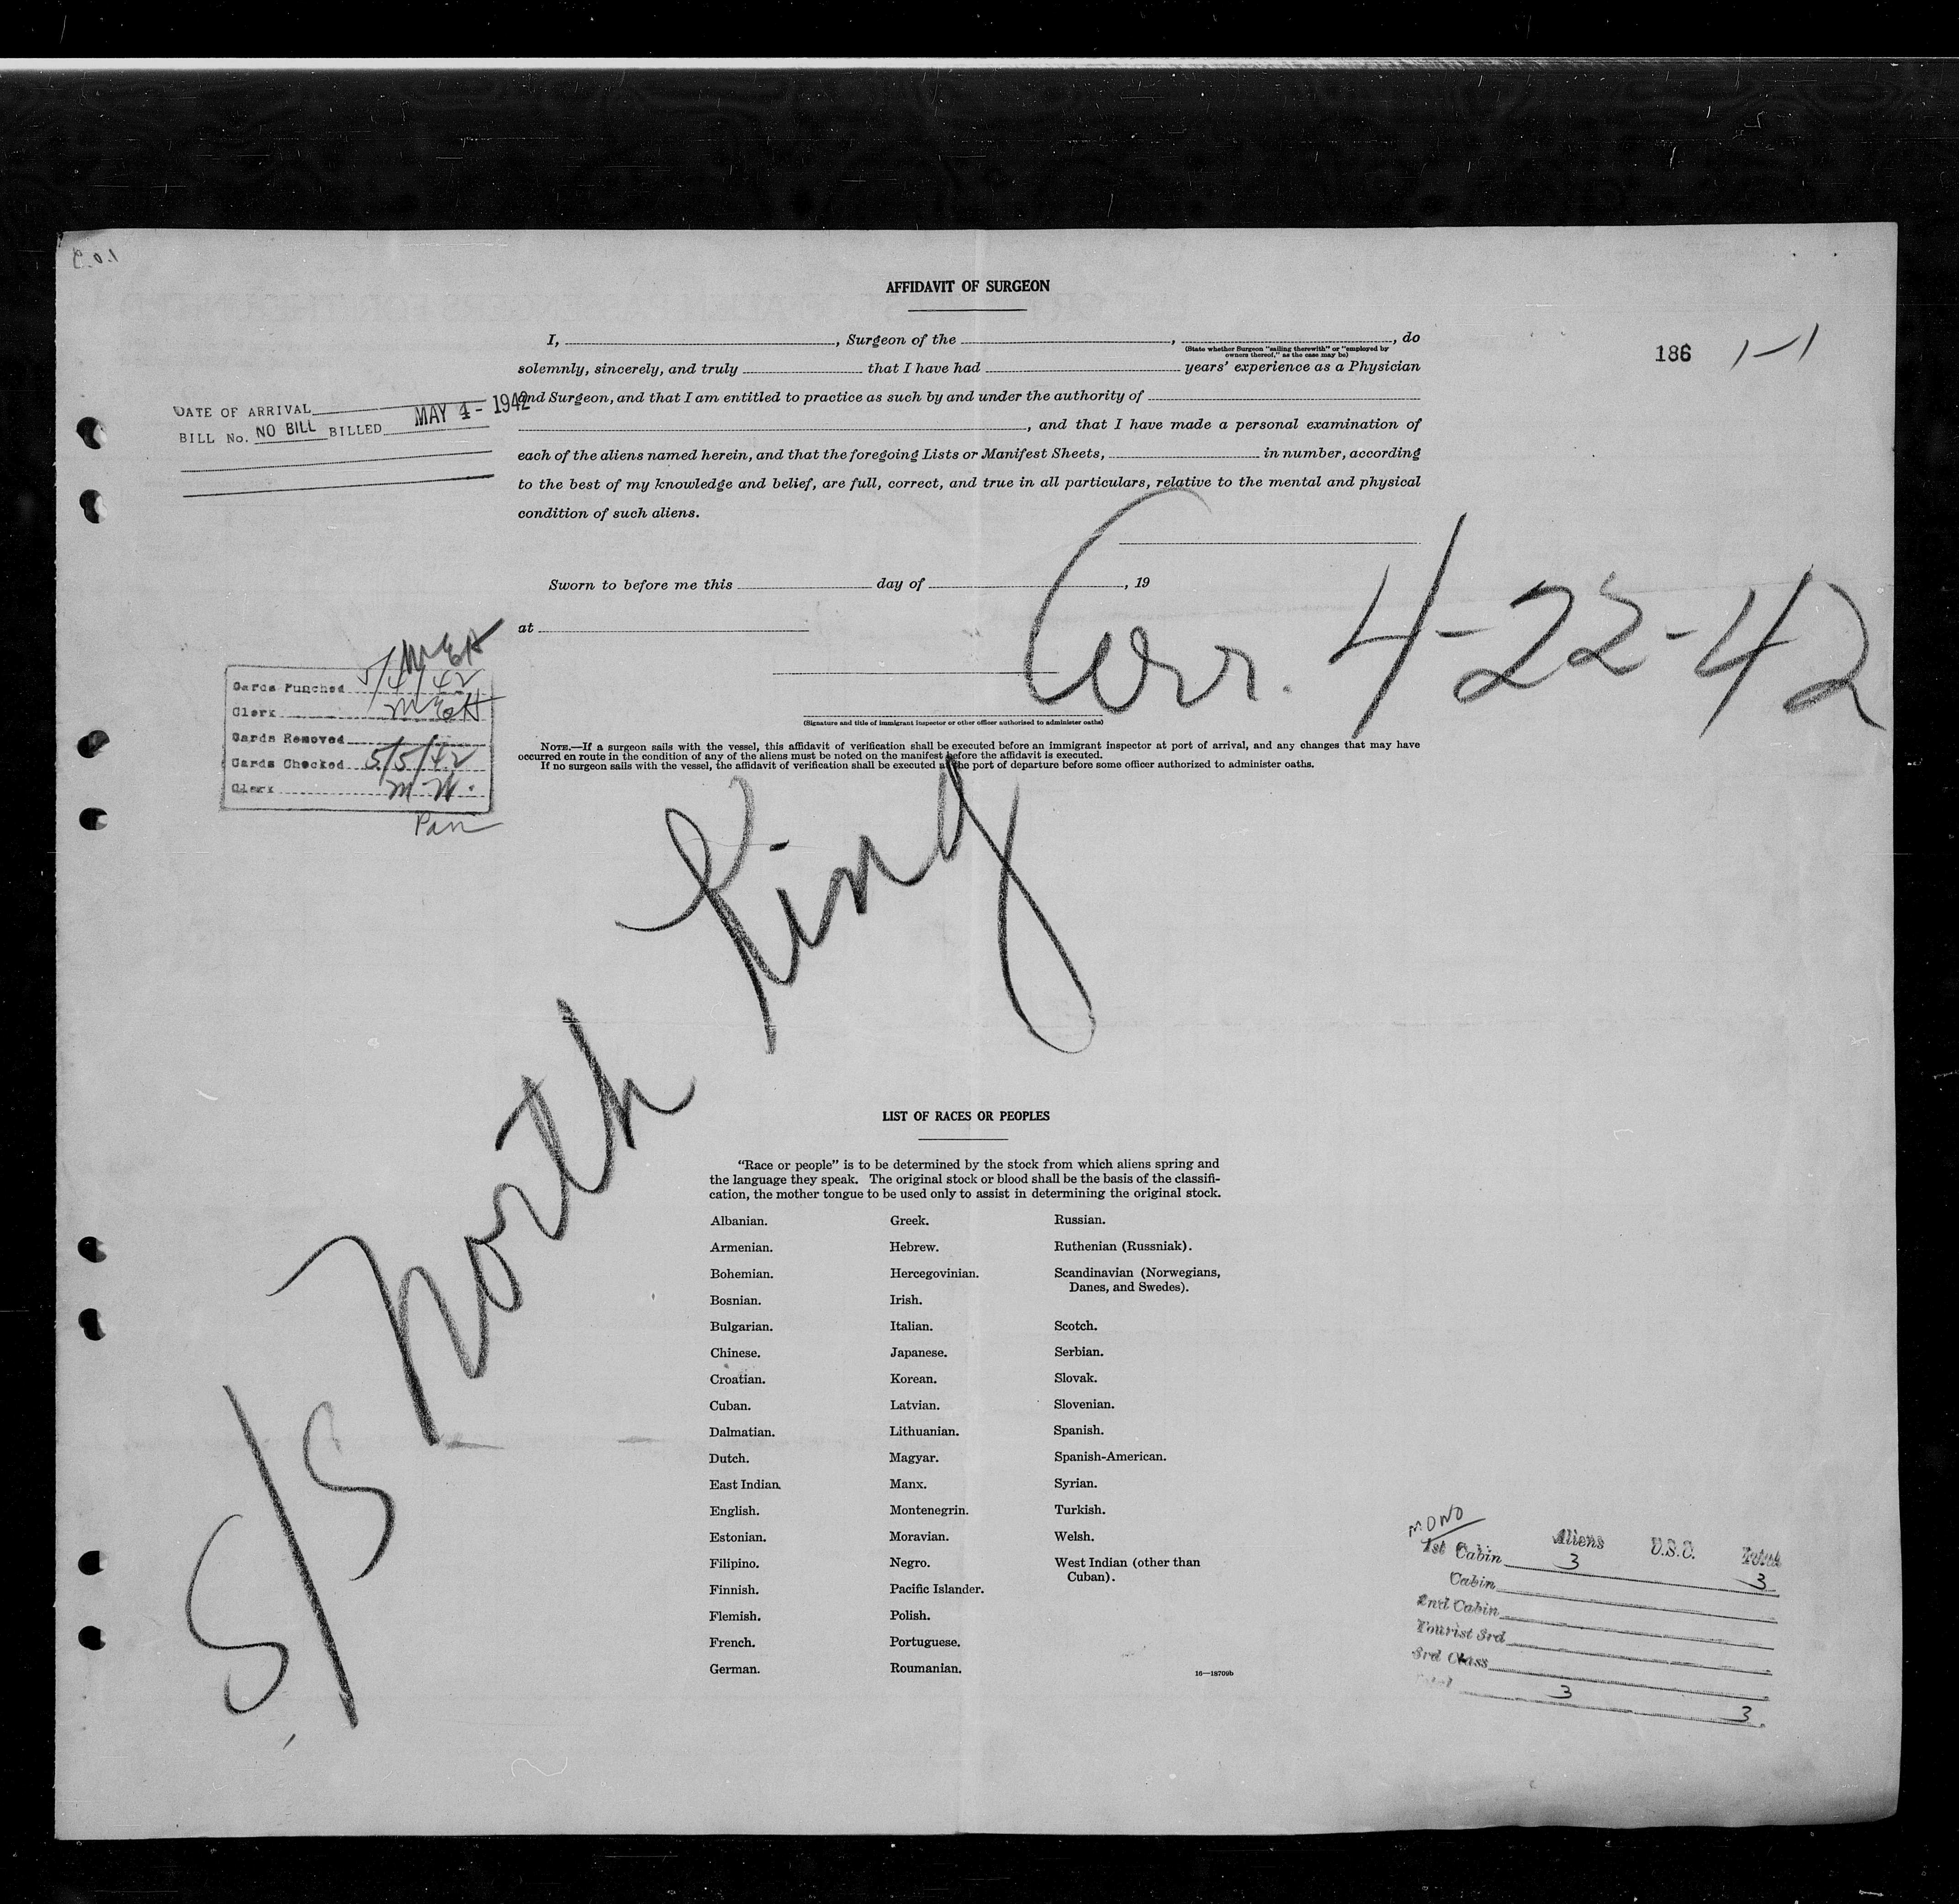 AFFIDAVIT OF SURGEON
I, , Surgeon of the , , do
(State whether Surgeon "sailing therewith" or "employed by
owners thereof," as the case may be)
186 1-1
solemnly, sincerely, and truly that I have had years' experience as a Physician
and Surgeon, and that I am entitled to practice as such by and under the authority of
, and that I have made a personal examination of
each of the aliens named herein, and that the foregoing Lists or Manifest Sheets, in number, according
to the best of my knowledge and belief, are full, correct, and true in all particulars, relative to the mental and physical
condition of such aliens.
DATE OF ARRIVAL
BILL No. NO BILL BILLED MAY 4- 1942
Arr. 4-22-42
Sworn to before me this day of , 19
at
(Signature and title of immigrant inspector or other officer authorized to administer oaths)
Cards Punched 5/4/42
Clerk MEH
Cards Removed
Cards Checked 5/5/42
Clerk M.W.
Pan
NOTE.—If a surgeon sails with the vessel, this affidavit of verification shall be executed before an immigrant inspector at port of arrival, and any changes that may have
occurred en route in the condition of any of the aliens must be noted on the manifest before the affidavit is executed.
If no surgeon sails with the vessel, the affidavit of verification shall be executed at the port of departure before some officer authorized to administer oaths.
S/S North King
LIST OF RACES OR PEOPLES
"Race or people" is to be determined by the stock from which aliens spring and
the language they speak. The original stock or blood shall be the basis of the classifi-
cation, the mother tongue to be used only to assist in determining the original stock.
Albanian.
Armenian.
Bohemian.
Bosnian.
Bulgarian.
Chinese.
Croatian.
Cuban.
Dalmatian.
Dutch.
East Indian.
English.
Estonian.
Filipino.
Finnish.
Flemish.
French.
German.
Greek.
Hebrew.
Hercegovinian.
Irish.
Italian.
Japanese.
Korean.
Latvian.
Lithuanian.
Magyar.
Manx.
Montenegrin.
Moravian.
Negro.
Pacific Islander.
Polish.
Portuguese.
Roumanian.
Russian.
Ruthenian (Russniak).
Scandinavian (Norwegians,
Danes, and Swedes).
Scotch.
Serbian.
Slovak.
Slovenian.
Spanish.
Spanish-American.
Syrian.
Turkish.
Welsh.
West Indian (other than
Cuban).
16—18709b
MONO
Aliens U.S.C. Total
1st Cabin 3 3
Cabin
2nd Cabin
Tourist 3rd
3rd Class
Total 3 3